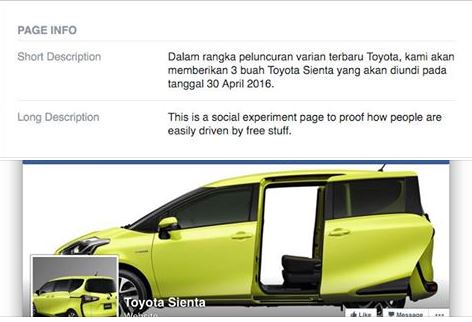 PAGE INFO
Short Description
Dalam rangka peluncuran varian terbaru Toyota, kami akan
memberikan 3 buah Toyota Sienta yang akan diundi pada
tanggal 30 April 2016.
Long Description
This is a social experiment page to proof how people are
easily driven by free stuff.
Toyota Sienta
Website
Like
Message